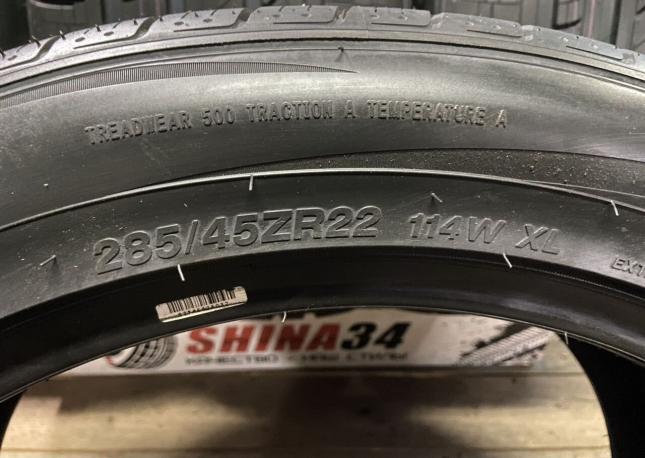 TREADWEAR 500 TRACTION A TEMPERATURE A
285/45ZR22 114W XL
SHINA34